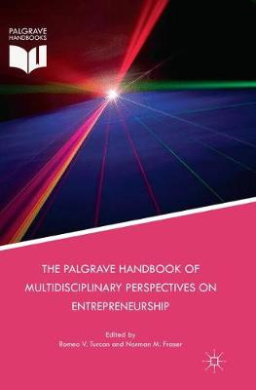 PALGRAVE
HANDBOOKS
THE PALGRAVE HANDBOOK OF
MULTIDISCIPLINARY PERSPECTIVES ON
ENTREPRENEURSHIP
Edited by
Romeo V. Turcan and Norman M. Fraser